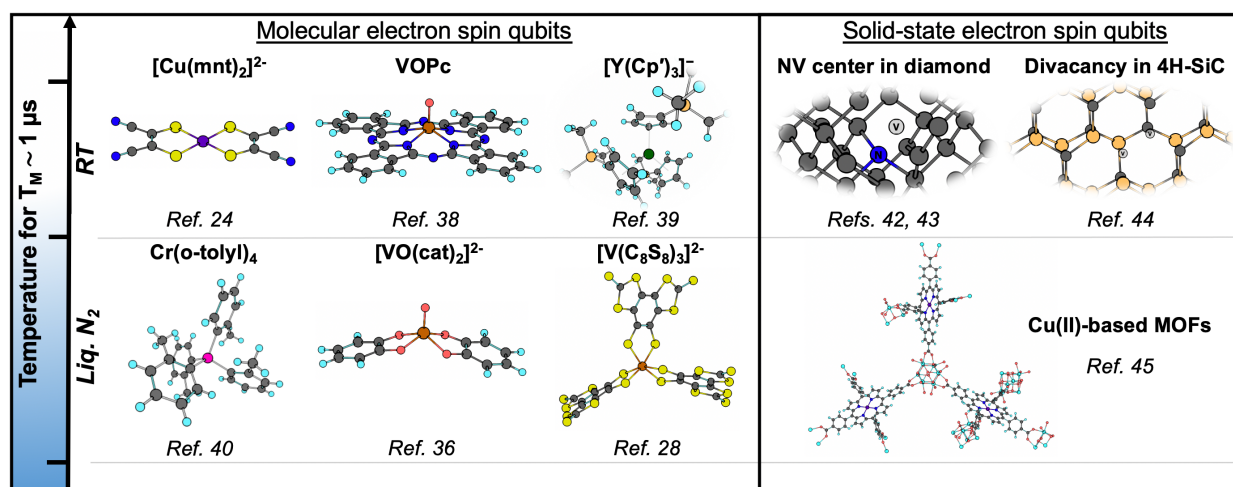 Molecular electron spin qubits
Solid-state electron spin qubits
[Cu(mnt)₂]²⁻
VOPc
[Y(Cp′)₃]⁻
NV center in diamond
Divacancy in 4H-SiC
V
N
V
V
Ref. 24
Ref. 38
Ref. 39
Refs. 42, 43
Ref. 44
Cr(o-tolyl)₄
[VO(cat)₂]²⁻
[V(C₈S₈)₃]²⁻
Cu(II)-based MOFs
Ref. 45
Ref. 40
Ref. 36
Ref. 28
Temperature for T_M ~ 1 µs
RT
Liq. N₂